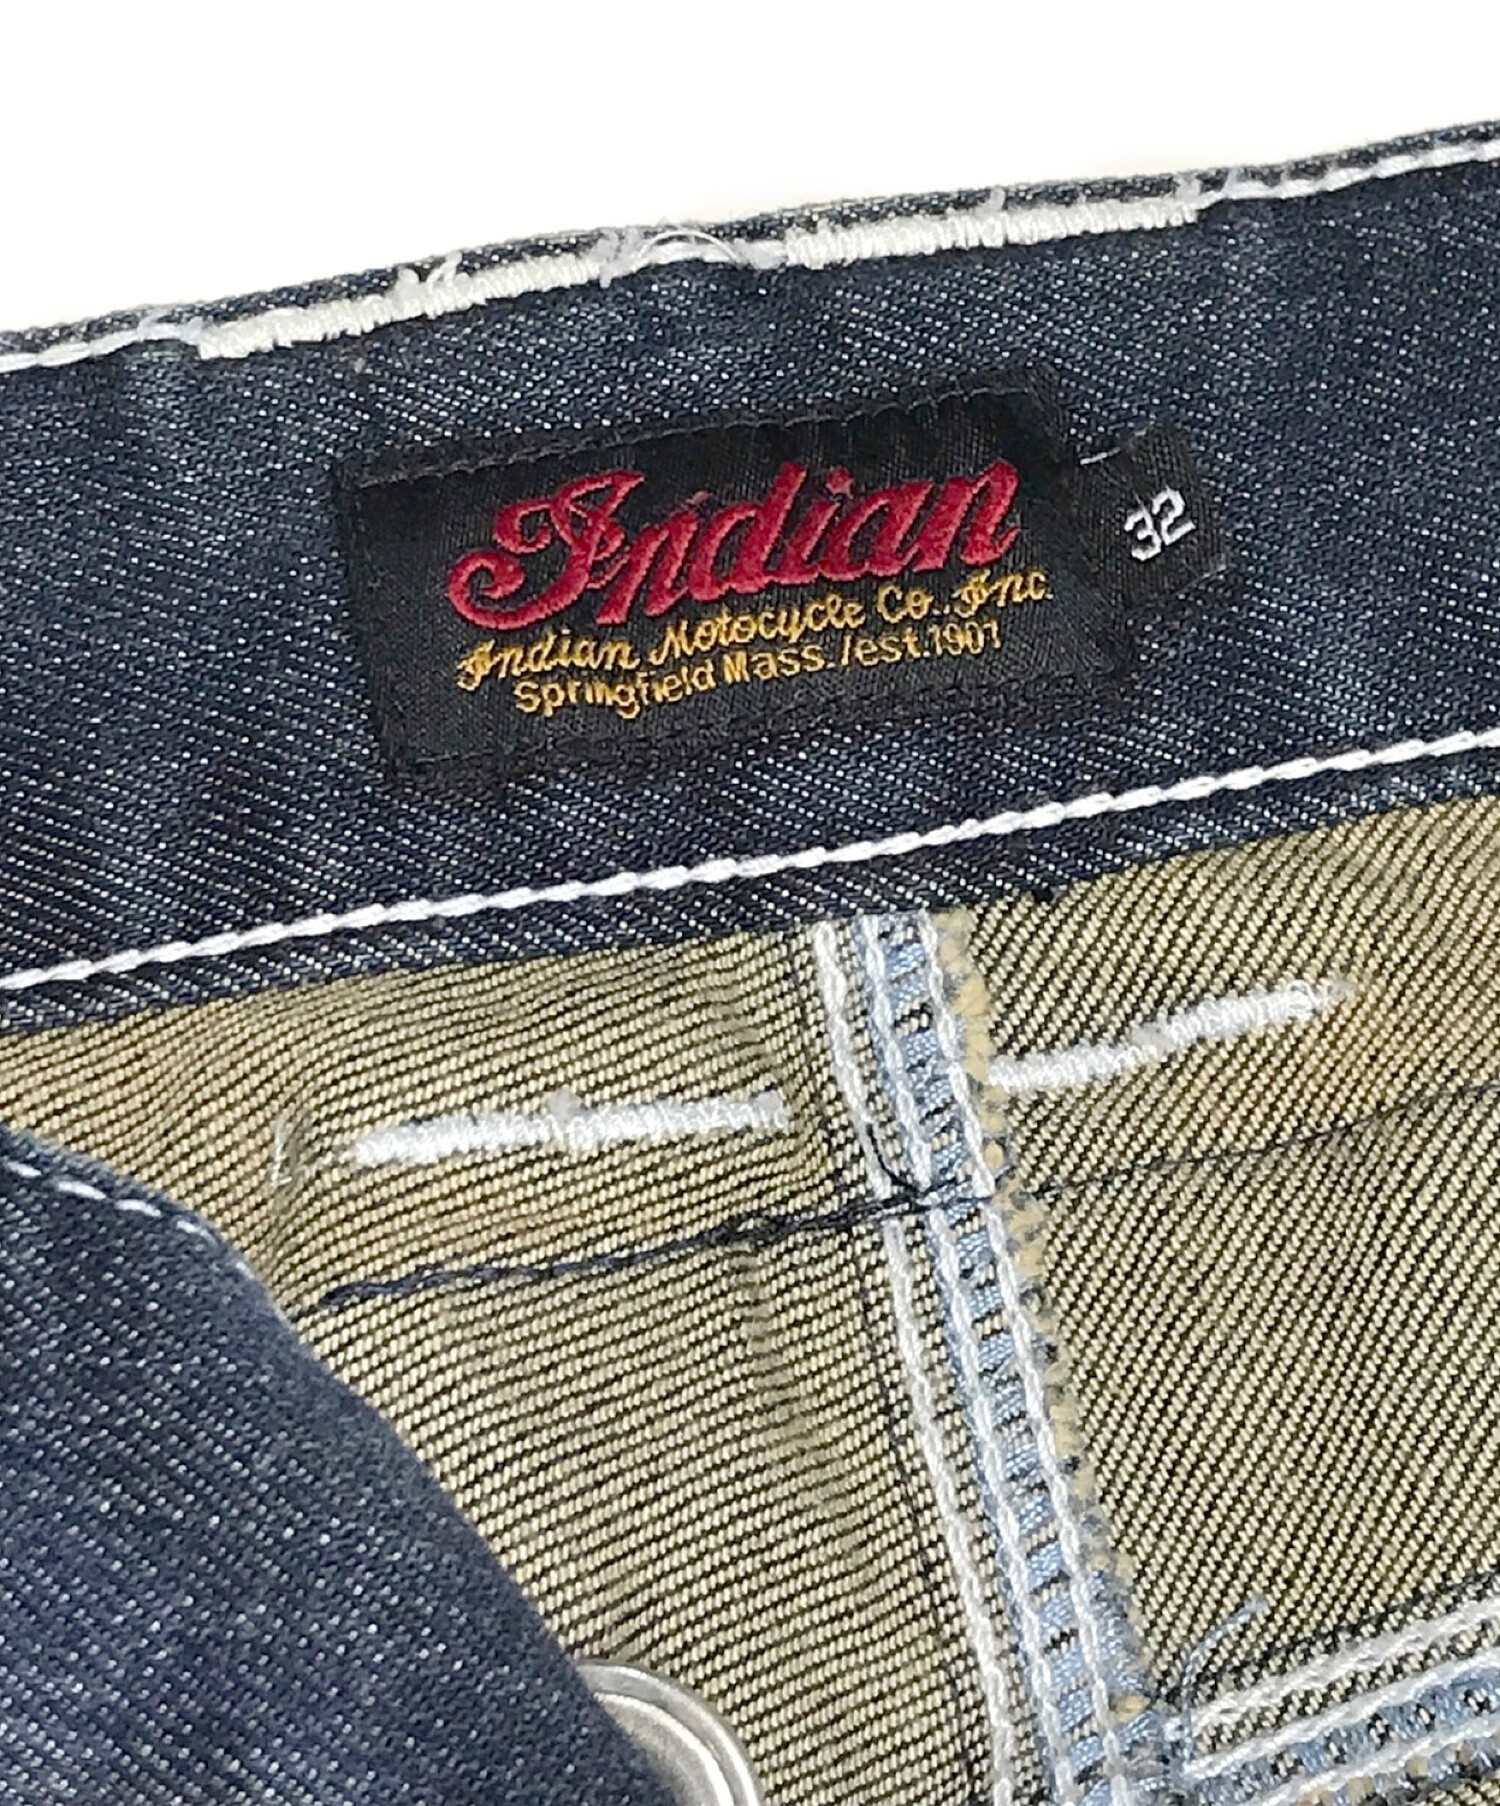 Indian
Indian Motocycle Co., Inc.
Springfield Mass./est.1901
32